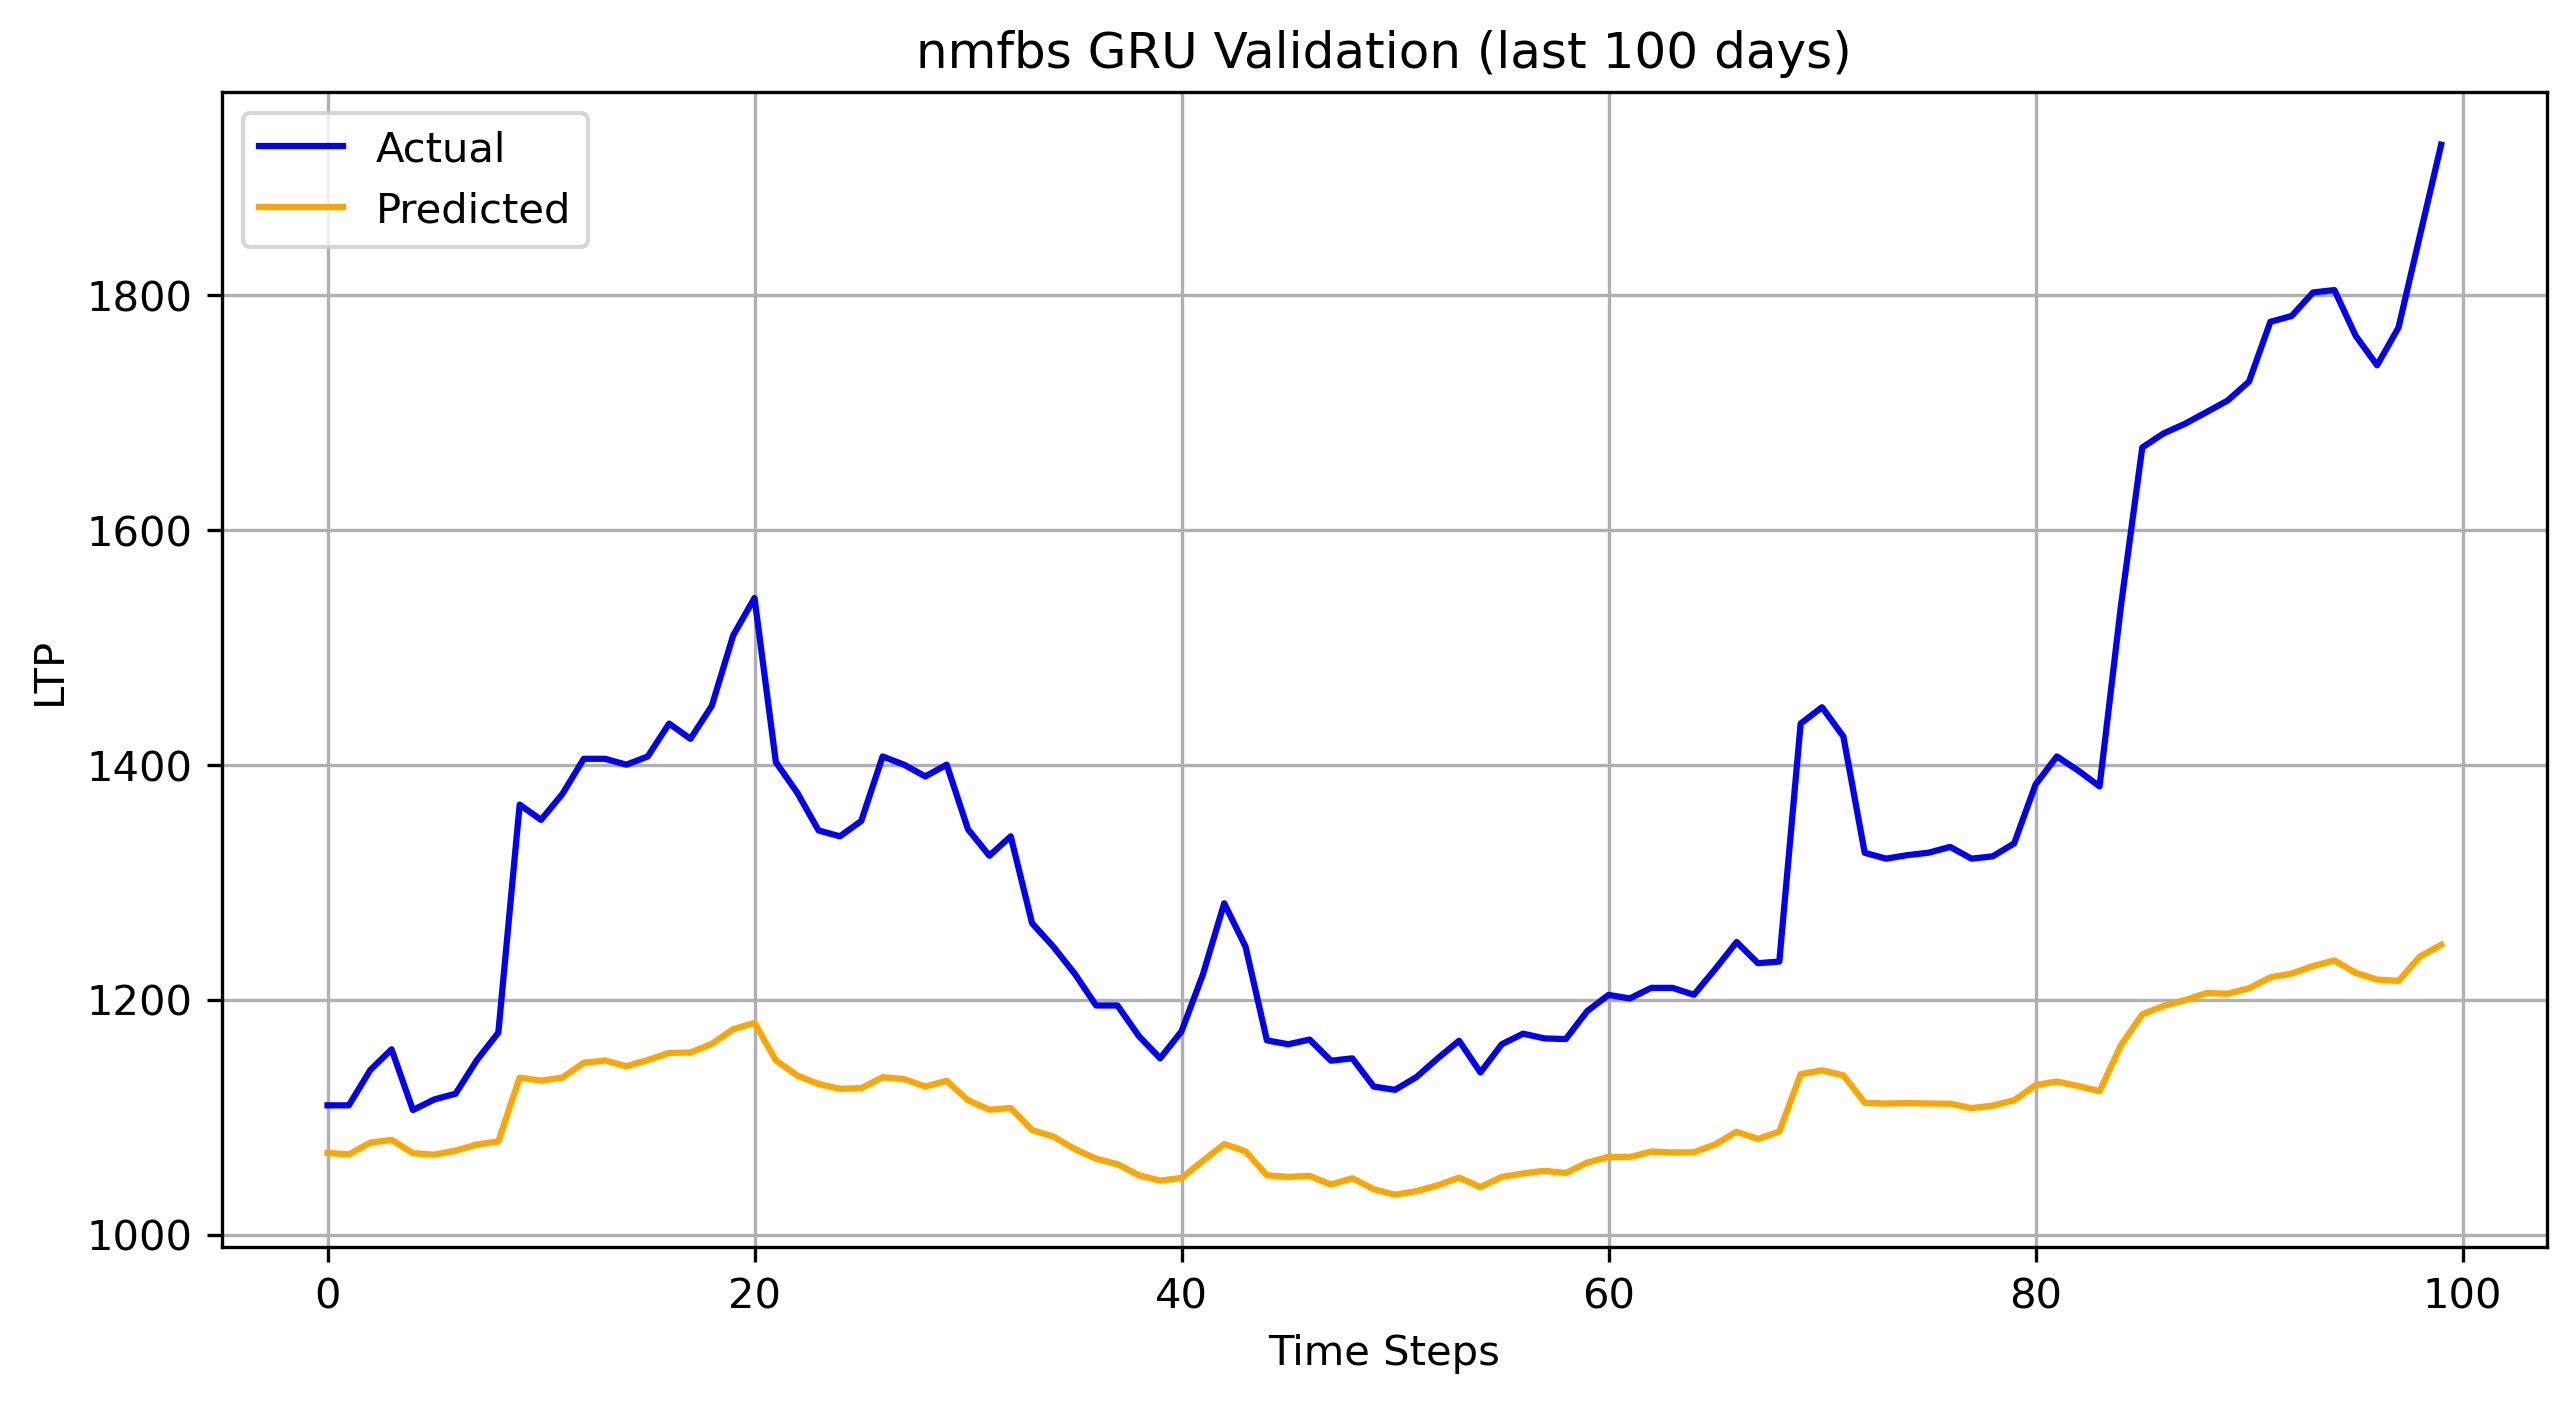 nmfbs GRU Validation (last 100 days)
Actual
Predicted
LTP
1800
1600
1400
1200
1000
0 20 40 60 80 100
Time Steps